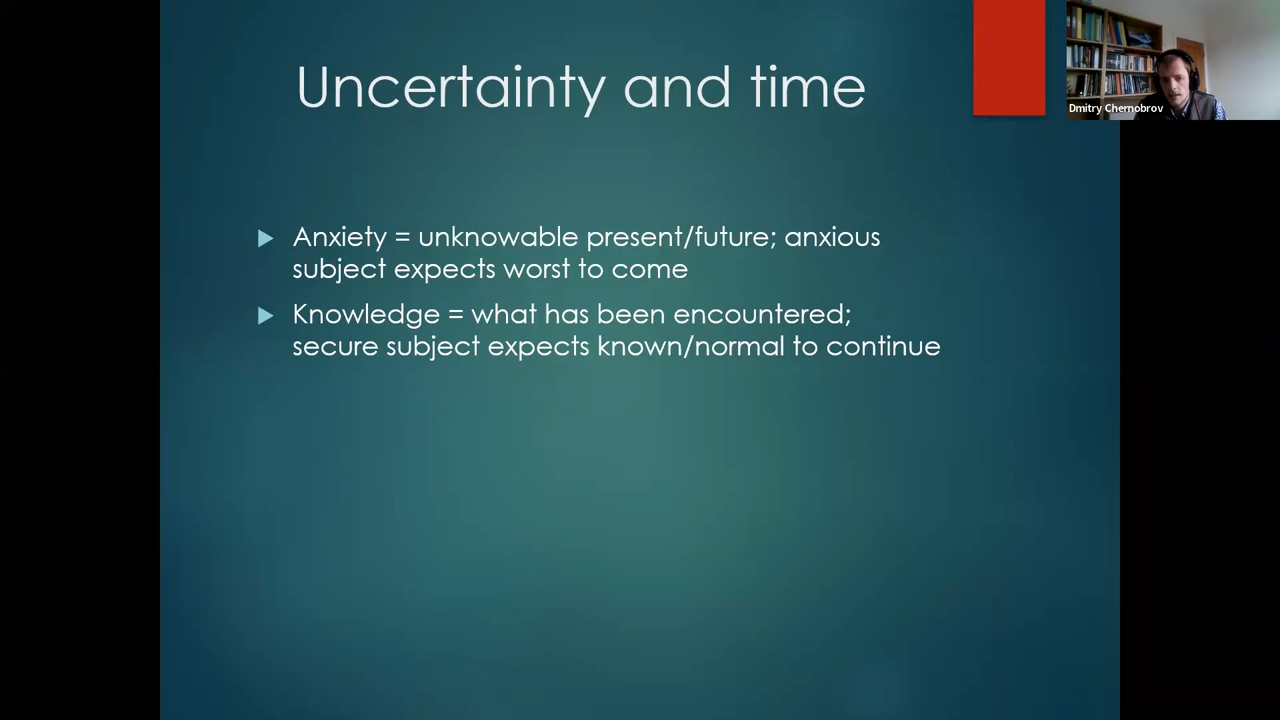 Uncertainty and time
Dmitry Chernobrov
Anxiety = unknowable present/future; anxious
subject expects worst to come
Knowledge = what has been encountered;
secure subject expects known/normal to continue